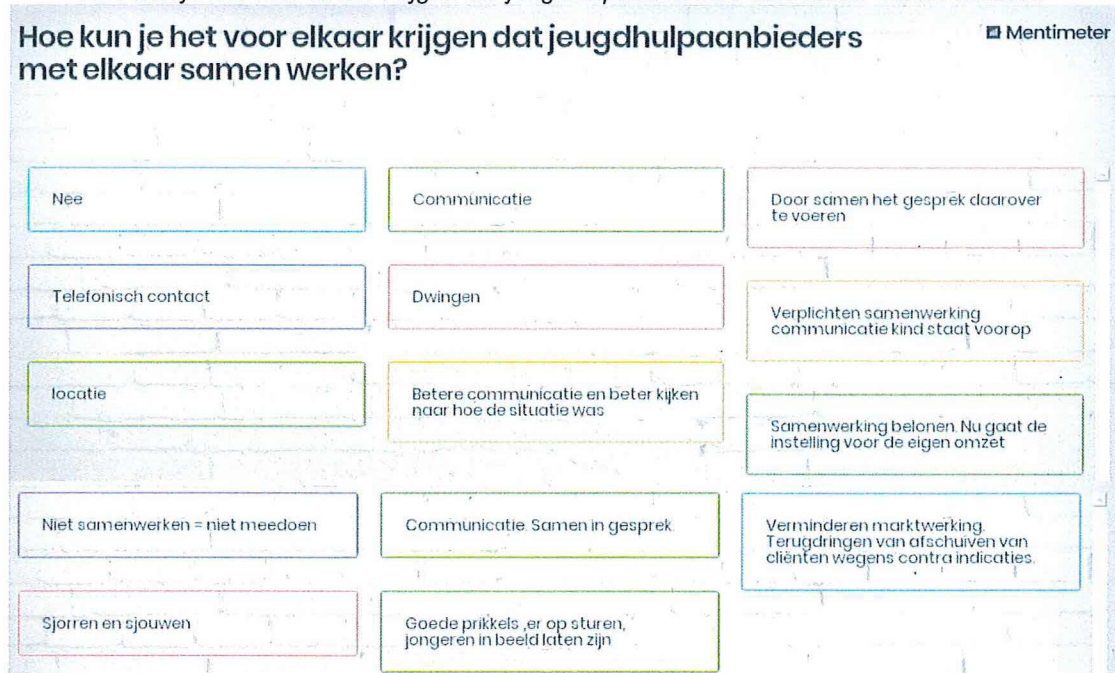 Hoe kun je het voor elkaar krijgen dat jeugdhulpaanbieders
met elkaar samen werken?
Mentimeter
Nee
Communicatie
Door samen het gesprek daarover
te voeren
Telefonisch contact
Dwingen
Verplichten samenwerking
communicatie kind staat voorop
locatie
Betere communicatie en beter kijken
naar hoe de situatie was
Samenwerking belonen. Nu gaat de
instelling voor de eigen omzet
Niet samenwerken = niet meedoen
Communicatie. Samen in gesprek.
Verminderen marktwerking.
Terugdringen van afschuiven van
cliënten wegens contra indicaties.
Sjorren en sjouwen
Goede prikkels ,er op sturen,
jongeren in beeld laten zijn